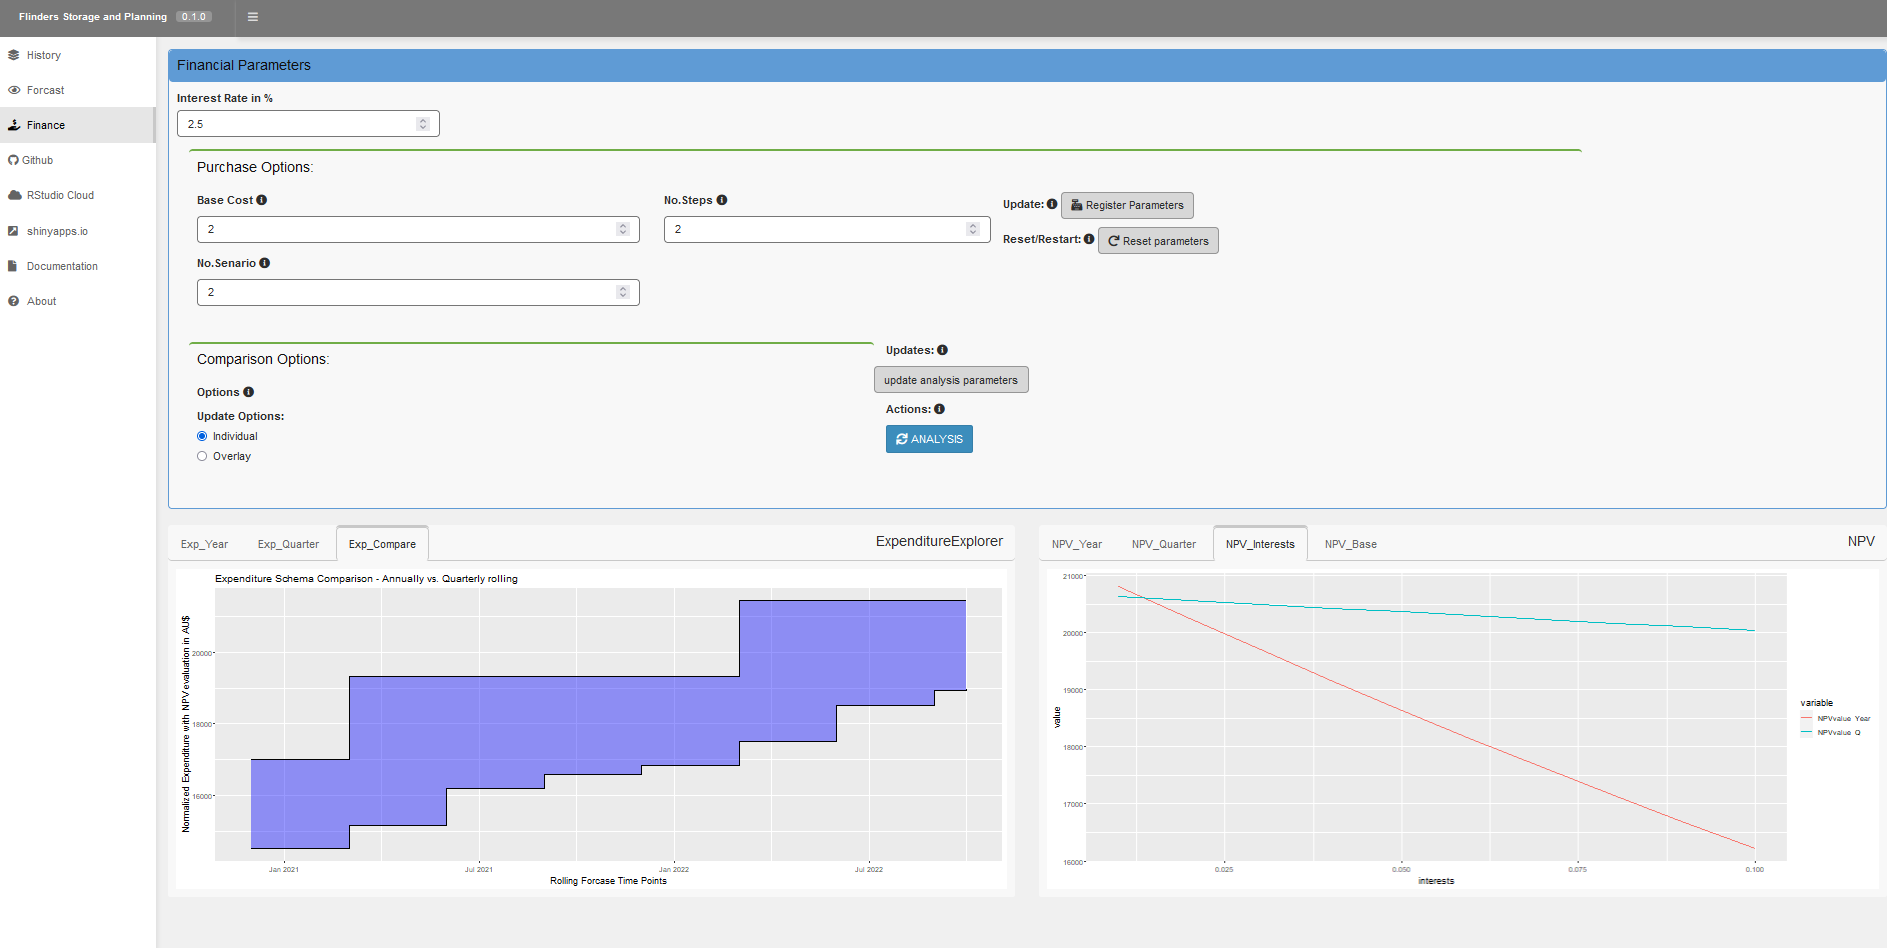 Flinders Storage and Planning 0.1.0
History
Forcast
Finance
Github
RStudio Cloud
shinyapps.io
Documentation
About
Financial Parameters
Interest Rate in %
2.5
Purchase Options:
Base Cost
2
No.Steps
2
Update: Register Parameters
Reset/Restart: Reset parameters
No.Senario
2
Comparison Options:
Options
Update Options:
Individual
Overlay
Updates:
update analysis parameters
Actions:
ANALYSIS
Exp_Year Exp_Quarter Exp_Compare ExpenditureExplorer
Expenditure Schema Comparison - Annually vs. Quarterly rolling
Normalized Expenditure with NPV evaluation in AU$
20000
18000
16000
Jan 2021 Jul 2021 Jan 2022 Jul 2022
Rolling Forcase Time Points
NPV_Year NPV_Quarter NPV_Interests NPV_Base NPV
value
21000
20000
19000
18000
17000
16000
0.025 0.050 0.075 0.100
interests
variable
NPVvalue_Year
NPVvalue_Q